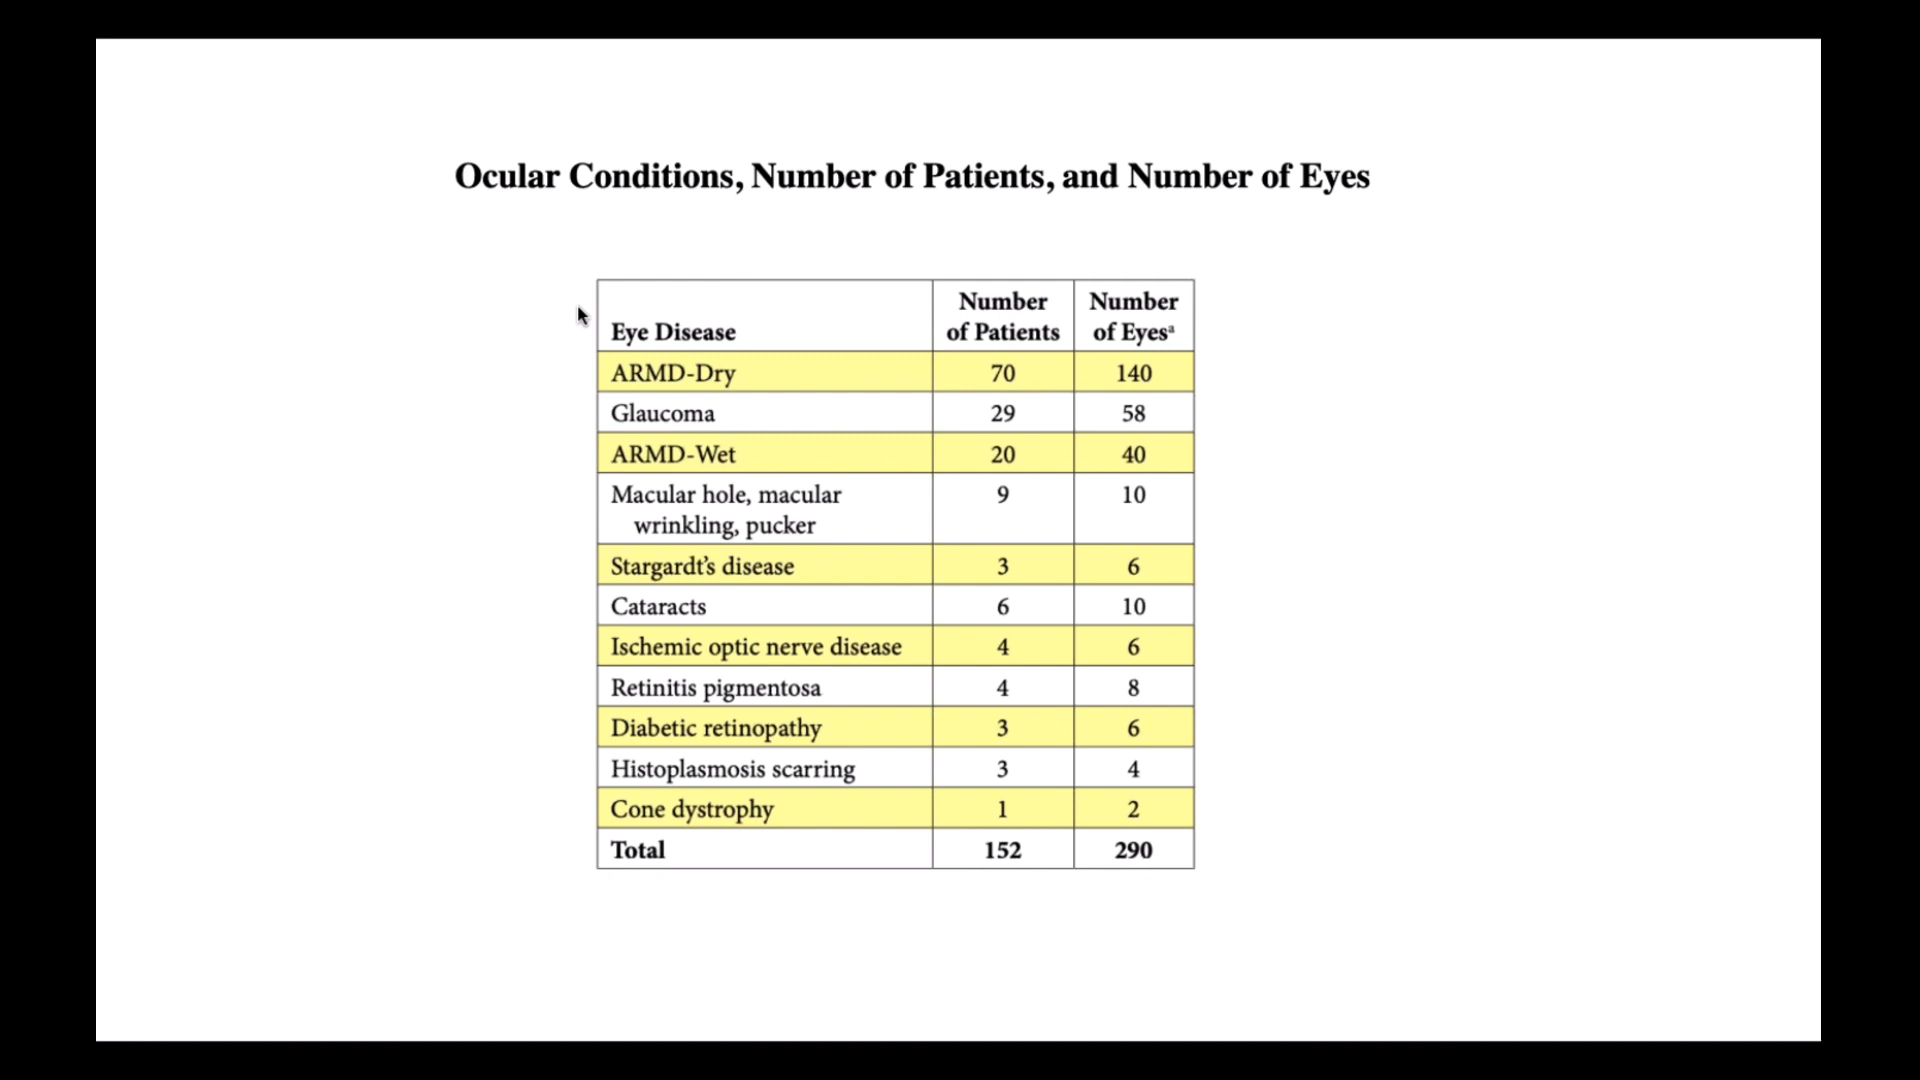 Ocular Conditions, Number of Patients, and Number of Eyes
Eye Disease Number of Patients Number of Eyesᵃ
ARMD-Dry 70 140
Glaucoma 29 58
ARMD-Wet 20 40
Macular hole, macular wrinkling, pucker 9 10
Stargardt’s disease 3 6
Cataracts 6 10
Ischemic optic nerve disease 4 6
Retinitis pigmentosa 4 8
Diabetic retinopathy 3 6
Histoplasmosis scarring 3 4
Cone dystrophy 1 2
Total 152 290